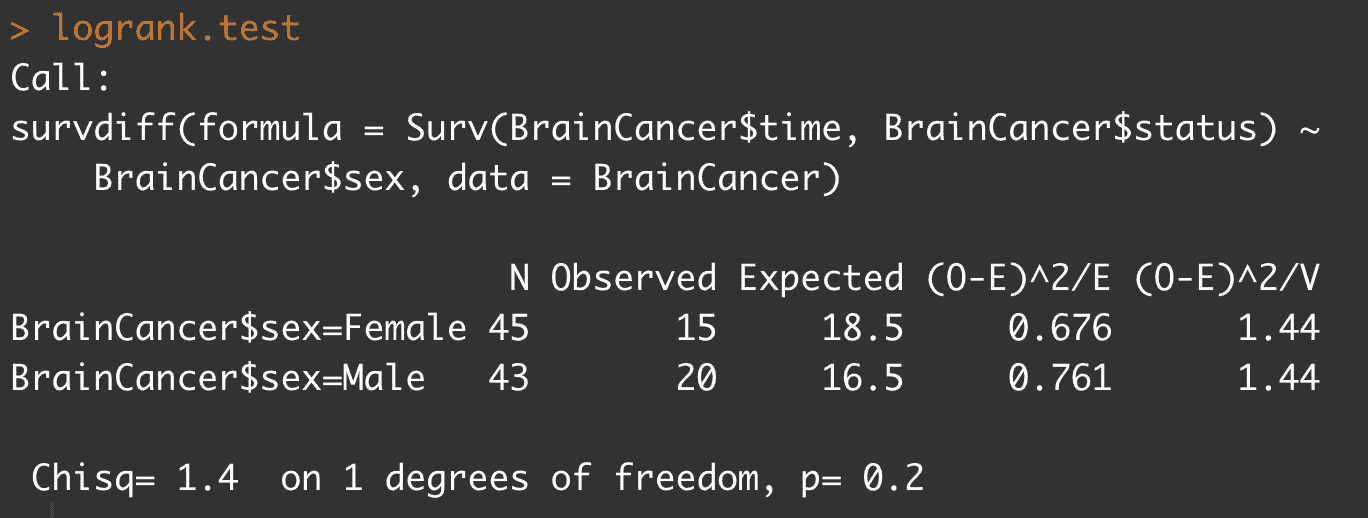 > logrank.test
Call:
survdiff(formula = Surv(BrainCancer$time, BrainCancer$status) ~
    BrainCancer$sex, data = BrainCancer)

                        N Observed Expected (O-E)^2/E (O-E)^2/V
BrainCancer$sex=Female 45       15     18.5     0.676      1.44
BrainCancer$sex=Male   43       20     16.5     0.761      1.44

 Chisq= 1.4  on 1 degrees of freedom, p= 0.2